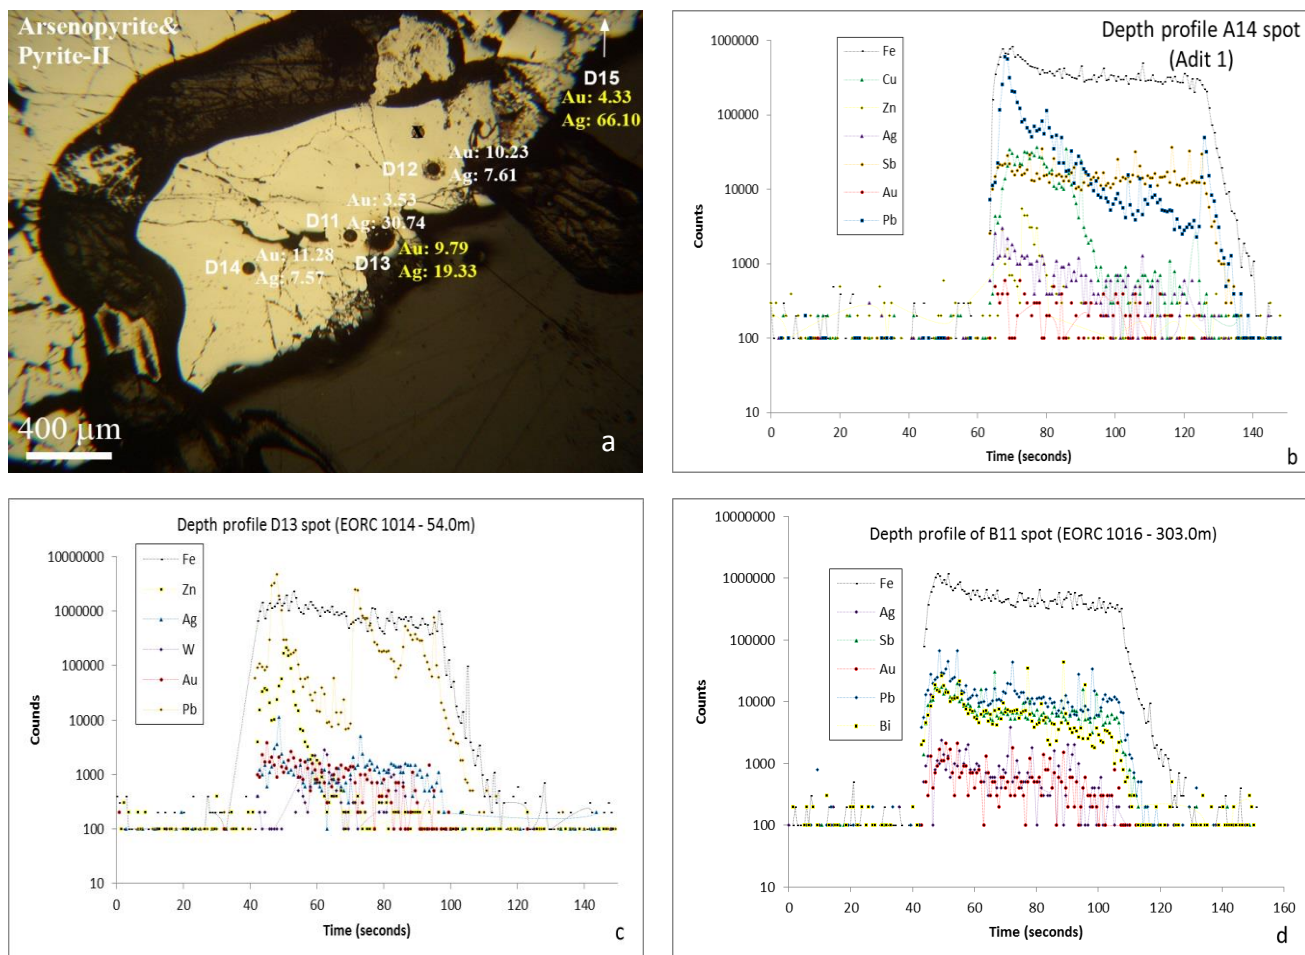 Arsenopyrite&
Pyrite-II
D15
Au: 4.33
Ag: 66.10
Au: 10.23
D12
Ag: 7.61
Au: 3.53
D11
Ag: 30.74
Au: 11.28
Au: 9.79
D14
D13
Ag: 19.33
7.57
400 µm
a
Depth profile A14 spot
(Adit 1)
1000000
100000
10000
1000
100
10
Counts
Fe
Cu
Zn
Ag
Sb
Au
Pb
0 20 40 60 80 100 120 140
Time (seconds)
b
Depth profile D13 spot (EORC 1014 - 54.0m)
10000000
1000000
100000
10000
1000
100
10
Counds
Fe
Zn
Ag
W
Au
Pb
0 20 40 60 80 100 120 140
Time (seconds)
c
Depth profile of B11 spot (EORC 1016 - 303.0m)
10000000
1000000
100000
10000
1000
100
10
Counts
Fe
Ag
Sb
Au
Pb
Bi
0 20 40 60 80 100 120 140 160
Time (seconds)
d